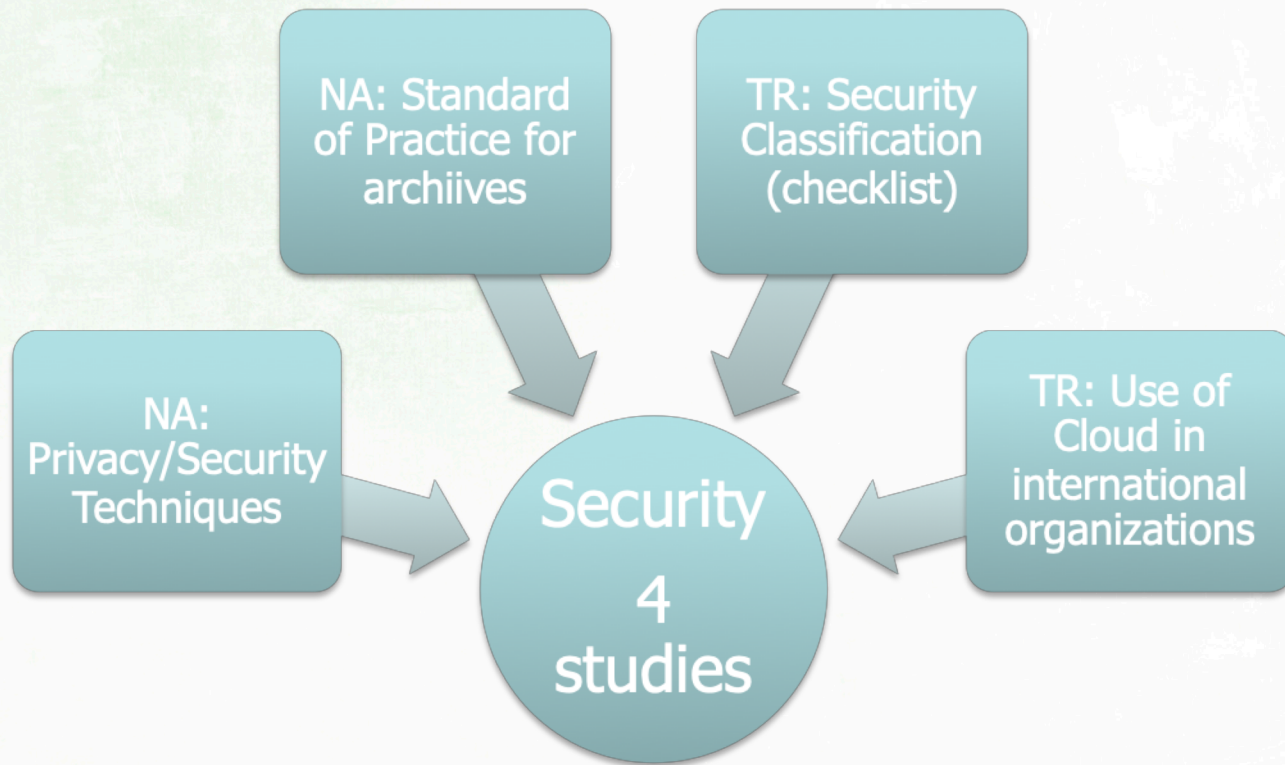 NA: Standard
of Practice for
archiives
TR: Security
Classification
(checklist)
NA:
Privacy/Security
Techniques
TR: Use of
Cloud in
international
organizations
Security
4
studies